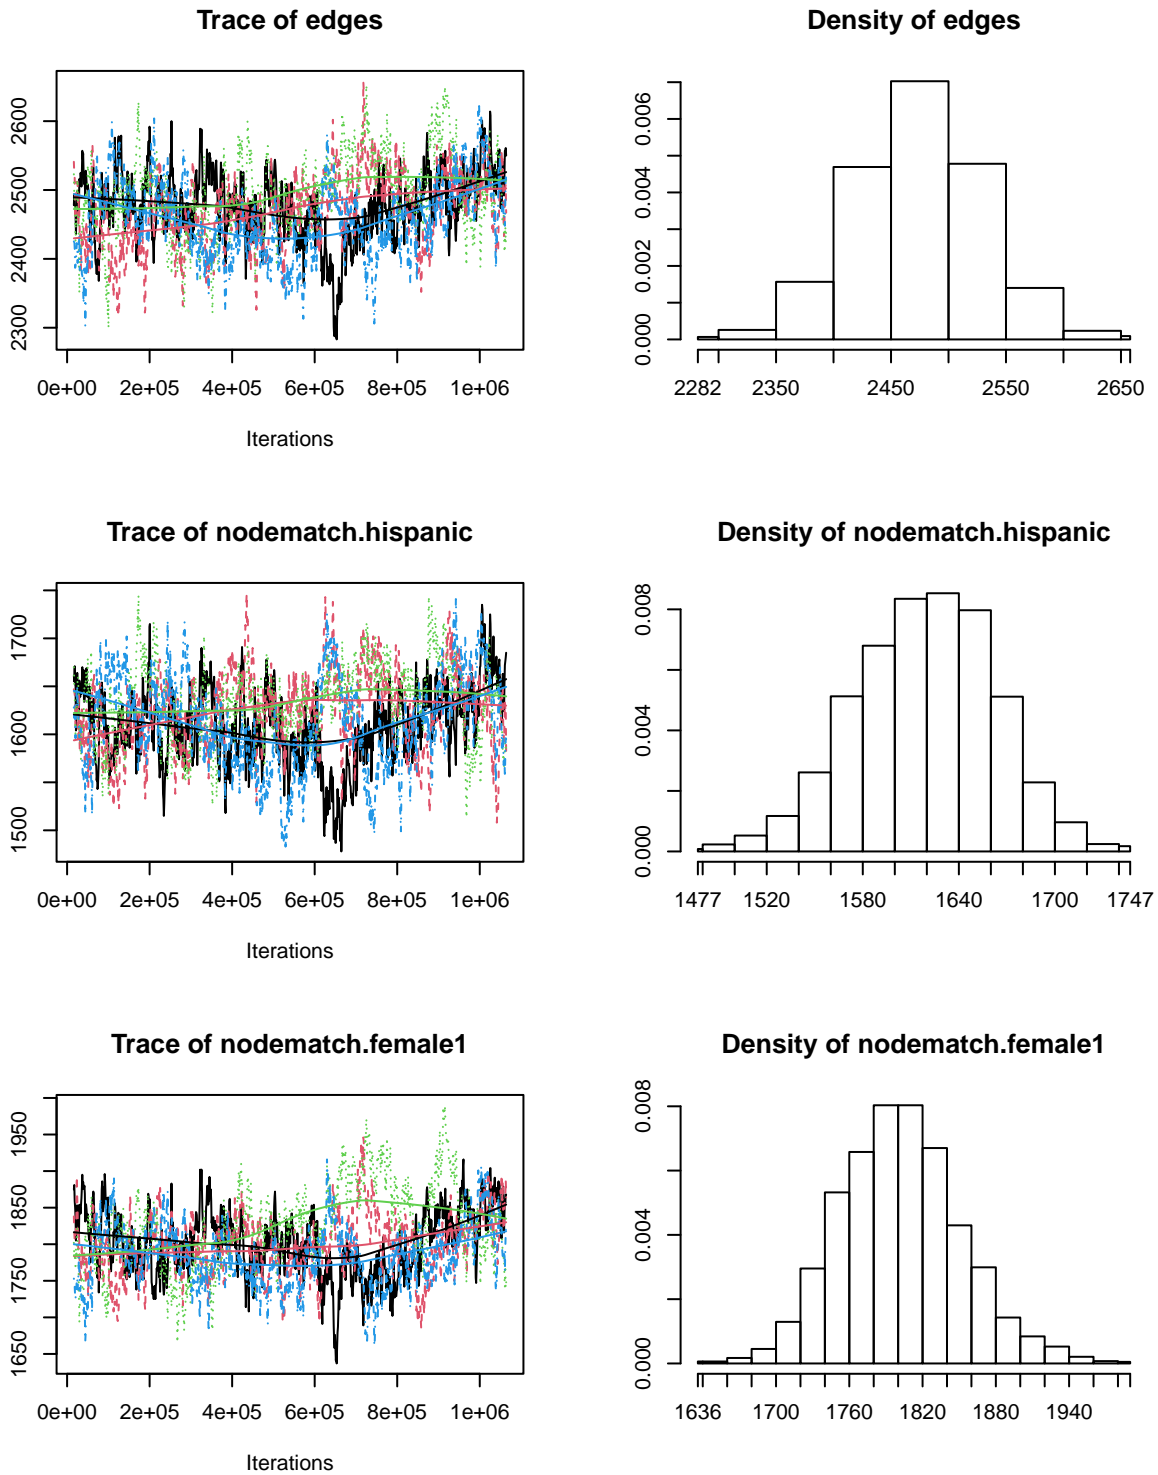 Trace of edges
Density of edges
2600
2500
2400
2300
0e+00 2e+05 4e+05 6e+05 8e+05 1e+06
Iterations
0.006
0.004
0.002
0.000
2282 2350 2450 2550 2650
Trace of nodematch.hispanic
Density of nodematch.hispanic
1700
1600
1500
0e+00 2e+05 4e+05 6e+05 8e+05 1e+06
Iterations
0.008
0.004
0.000
1477 1520 1580 1640 1700 1747
Trace of nodematch.female1
Density of nodematch.female1
1950
1850
1750
1650
0e+00 2e+05 4e+05 6e+05 8e+05 1e+06
Iterations
0.008
0.004
0.000
1636 1700 1760 1820 1880 1940